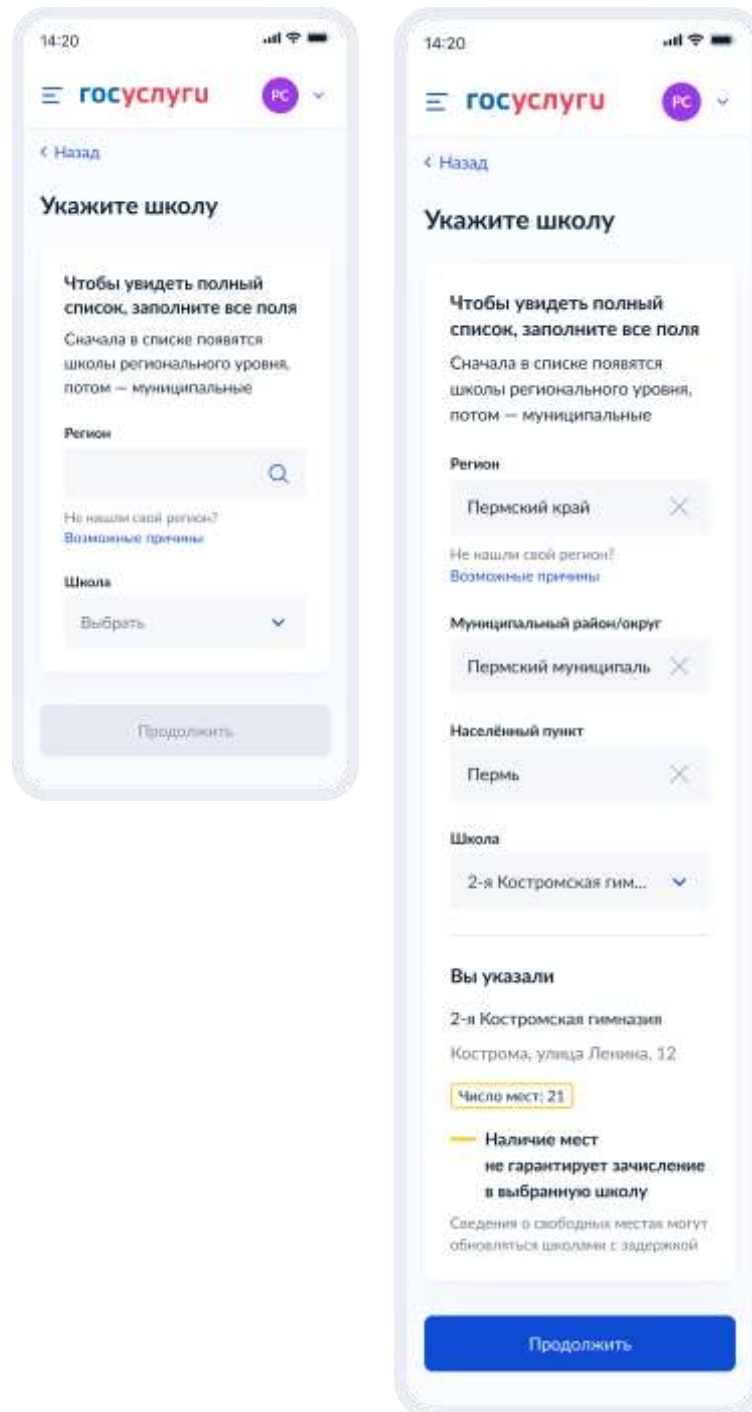 14:20
госуслуги
РС
Назад
Укажите школу
Чтобы увидеть полный
список, заполните все поля
Сначала в списке появятся
школы регионального уровня,
потом — муниципальные
Регион
Не нашли свой регион?
Возможные причины
Школа
Выбрать
Продолжить
14:20
госуслуги
РС
Назад
Укажите школу
Чтобы увидеть полный
список, заполните все поля
Сначала в списке появятся
школы регионального уровня,
потом — муниципальные
Регион
Пермский край
Не нашли свой регион?
Возможные причины
Муниципальный район/округ
Пермский муниципаль
Населённый пункт
Пермь
Школа
2-я Костромская гим...
Вы указали
2-я Костромская гимназия
Кострома, улица Ленина, 12
Число мест: 21
Наличие мест
не гарантирует зачисление
в выбранную школу
Сведения о свободных местах могут
обновляться школами с задержкой
Продолжить